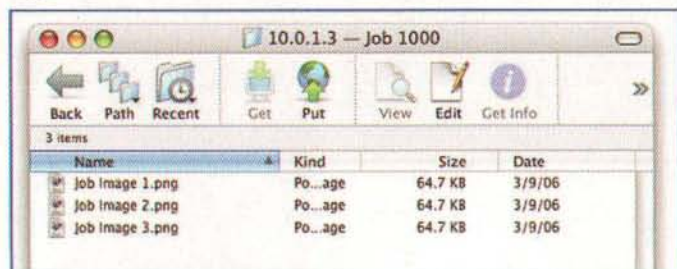 10.0.1.3 — Job 1000
Back Path Recent Get Put View Edit Get Info »
3 items
Name Kind Size Date
Job Image 1.png Po...age 64.7 KB 3/9/06
Job Image 2.png Po...age 64.7 KB 3/9/06
Job Image 3.png Po...age 64.7 KB 3/9/06